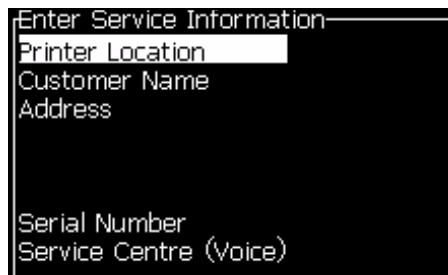 Enter Service Information
Printer Location
Customer Name
Address
Serial Number
Service Centre (Voice)